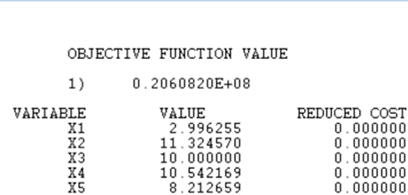 OBJECTIVE FUNCTION VALUE
1) 0.2060820E+08
VARIABLE VALUE REDUCED COST
X1 2.996255 0.000000
X2 11.324570 0.000000
X3 10.000000 0.000000
X4 10.542169 0.000000
X5 8.212659 0.000000